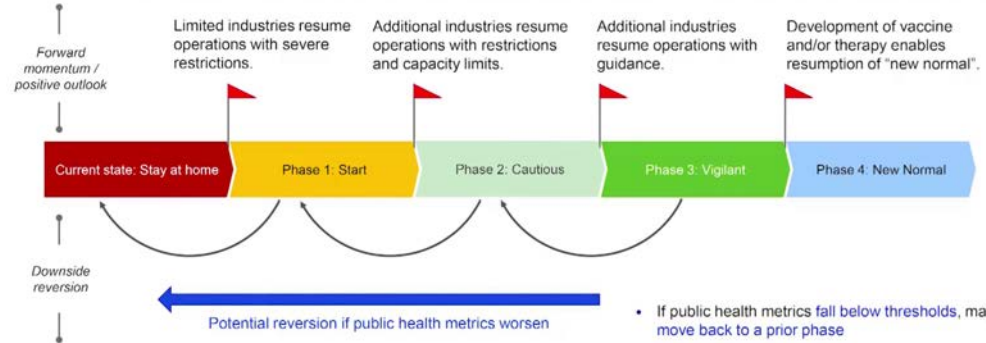 Forward
momentum /
positive outlook
Limited industries resume
operations with severe
restrictions.
Additional industries resume
operations with restrictions
and capacity limits.
Additional industries
resume operations with
guidance.
Development of vaccine
and/or therapy enables
resumption of “new normal”.
Current state: Stay at home
Phase 1: Start
Phase 2: Cautious
Phase 3: Vigilant
Phase 4: New Normal
Downside
reversion
Potential reversion if public health metrics worsen
• If public health metrics fall below thresholds, ma
move back to a prior phase